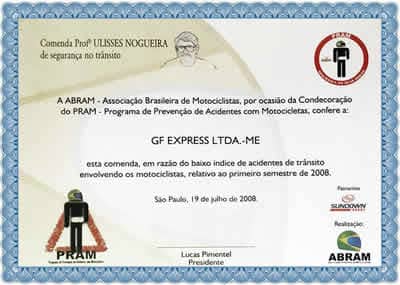 Comenda Profº ULISSES NOGUEIRA
de segurança no trânsito
PRAM
A ABRAM - Associação Brasileira de Motociclistas, por ocasião da Condecoração
do PRAM - Programa de Prevenção de Acidentes com Motocicletas, confere a:
GF EXPRESS LTDA.-ME
esta comenda, em razão do baixo índice de acidentes de trânsito
envolvendo os motociclistas, relativo ao primeiro semestre de 2008.
São Paulo, 19 de julho de 2008.
Patrocínio:
SUNDOWN
Realização:
ABRAM
PRAM
Lucas Pimentel
Presidente